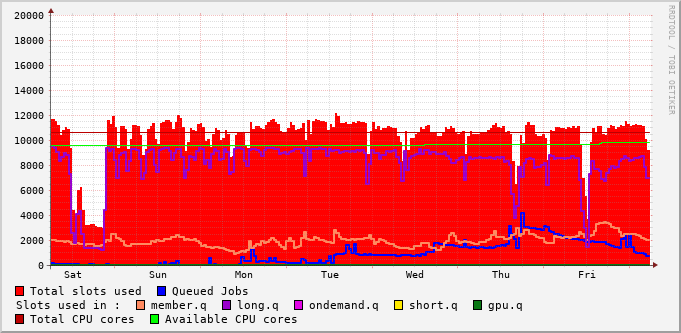 RRDTOOL / TOBI OETIKER
20000
18000
16000
14000
12000
10000
8000
6000
4000
2000
0
Sat Sun Mon Tue Wed Thu Fri
Total slots used Queued Jobs
Slots used in : member.q long.q ondemand.q short.q gpu.q
Total CPU cores Available CPU cores